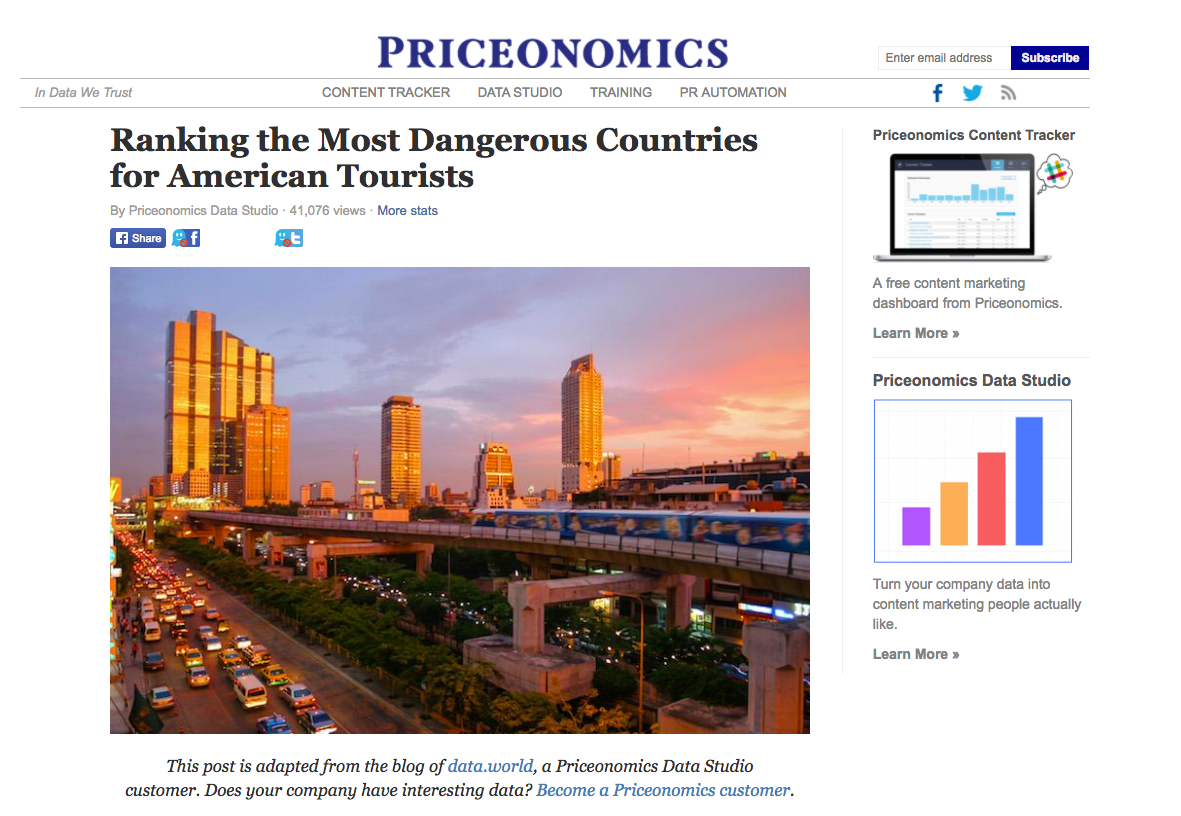 PRICEONOMICS
Enter email address
Subscribe
In Data We Trust
CONTENT TRACKER
DATA STUDIO
TRAINING
PR AUTOMATION
Ranking the Most Dangerous Countries
for American Tourists
By Priceonomics Data Studio · 41,076 views · More stats
Share
This post is adapted from the blog of data.world, a Priceonomics Data Studio
customer. Does your company have interesting data? Become a Priceonomics customer.
Priceonomics Content Tracker
A free content marketing
dashboard from Priceonomics.
Learn More »
Priceonomics Data Studio
Turn your company data into
content marketing people actually
like.
Learn More »